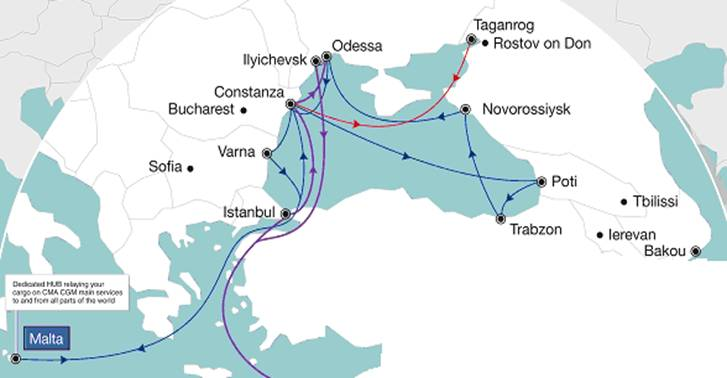 Taganrog
Odessa
Rostov on Don
Ilyichevsk
Constanza
Bucharest
Novorossiysk
Varna
Sofia
Poti
Tbilissi
Istanbul
Trabzon
Ierevan
Bakou
Dedicated HUB relaying your
cargo on CMA CGM main services
to and from all parts of the world
Malta